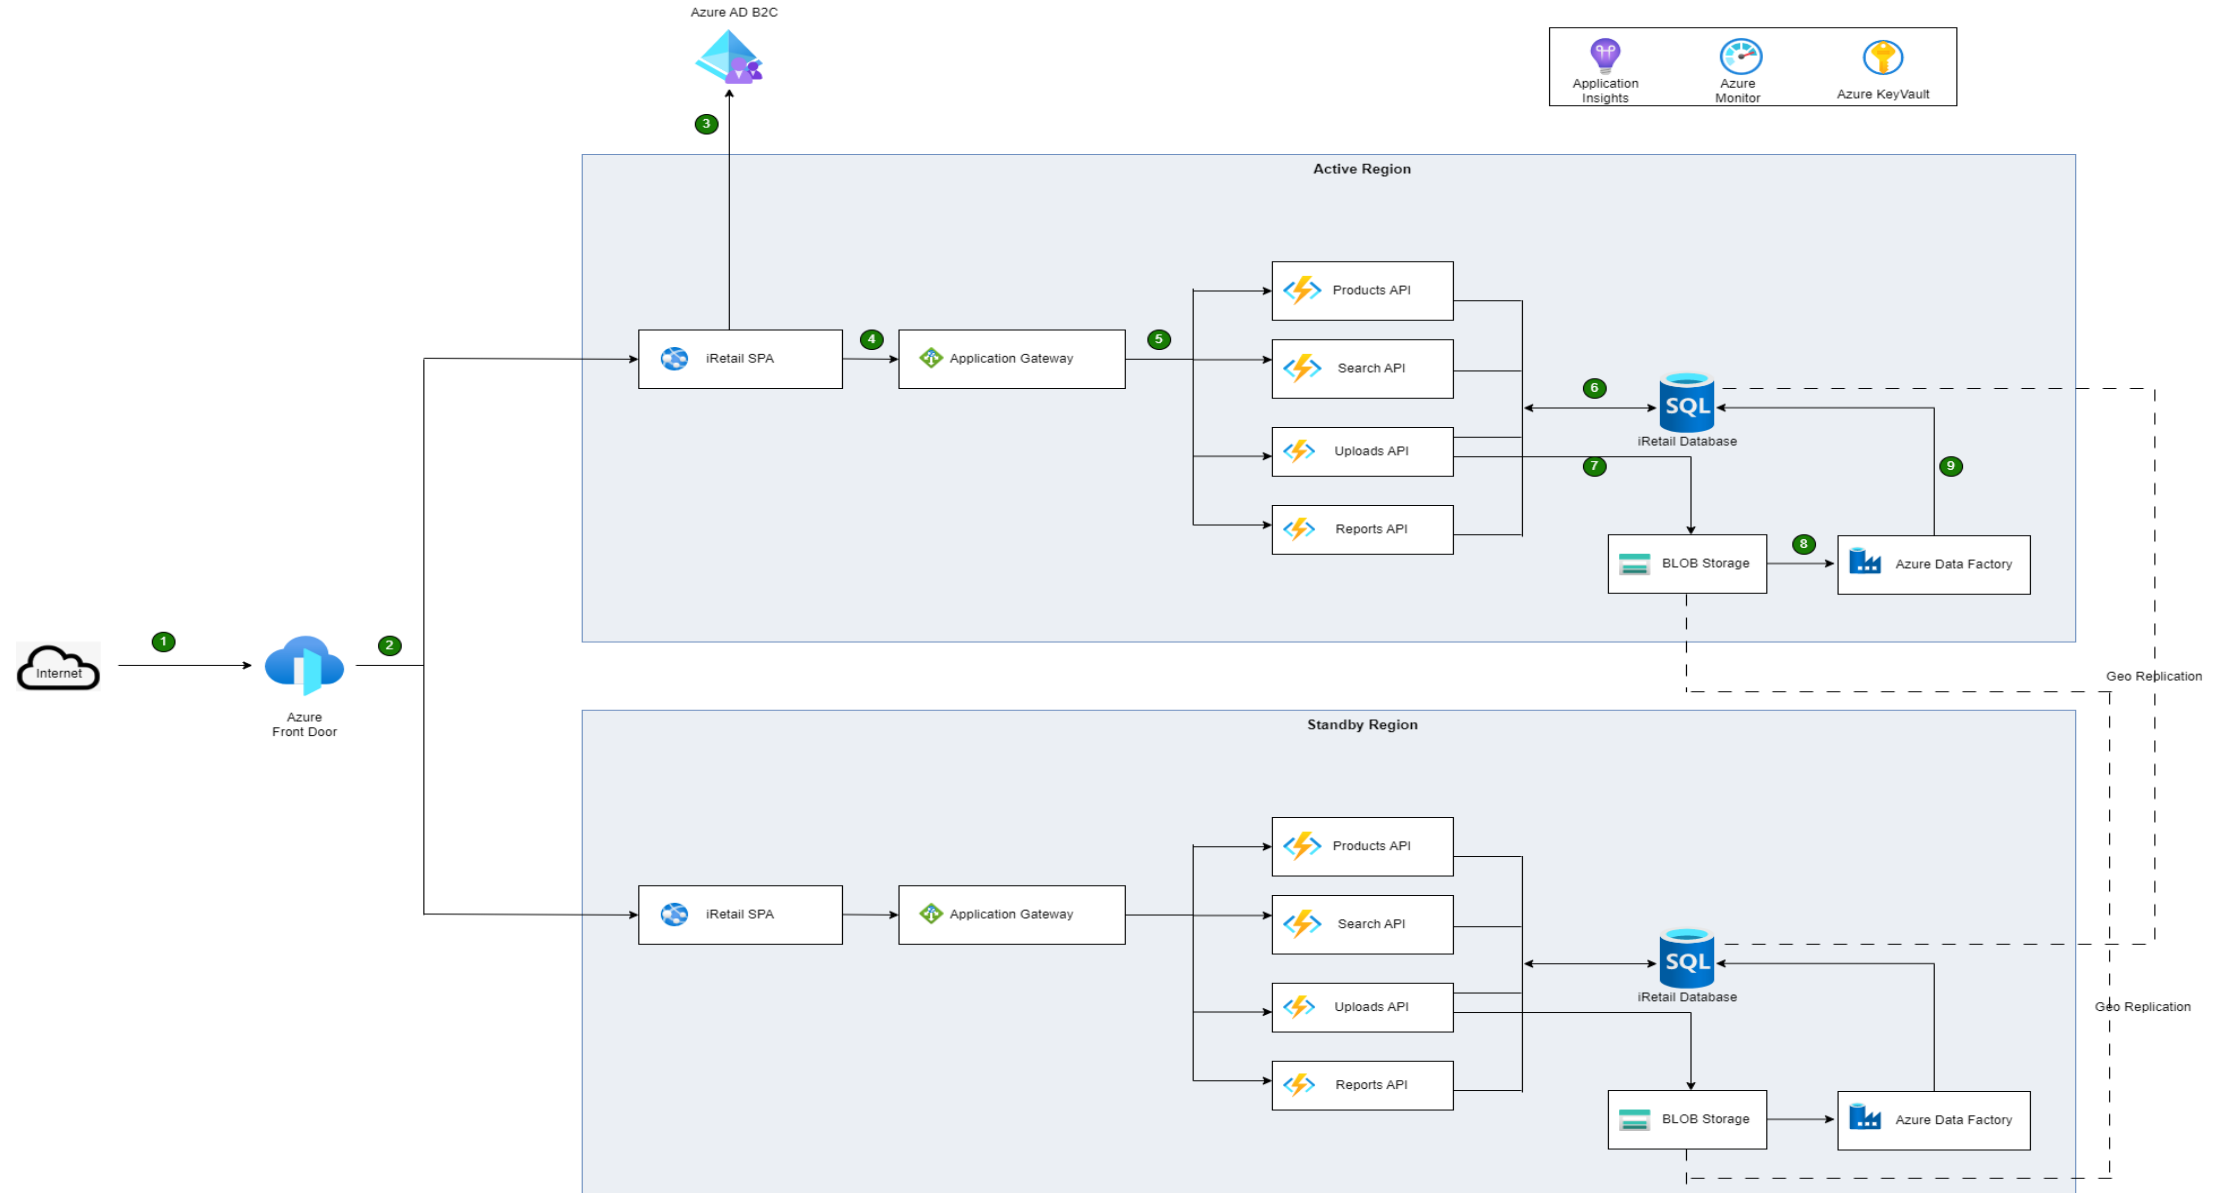 Azure AD B2C
Application
Insights
Azure
Monitor
Azure KeyVault
3
Active Region
Products API
iRetail SPA
4
Application Gateway
5
Search API
6
SQL
iRetail Database
Uploads API
7
9
Reports API
BLOB Storage
8
Azure Data Factory
1
2
Internet
Azure
Front Door
Geo Replication
Standby Region
Products API
iRetail SPA
Application Gateway
Search API
SQL
iRetail Database
Uploads API
Geo Replication
Reports API
BLOB Storage
Azure Data Factory